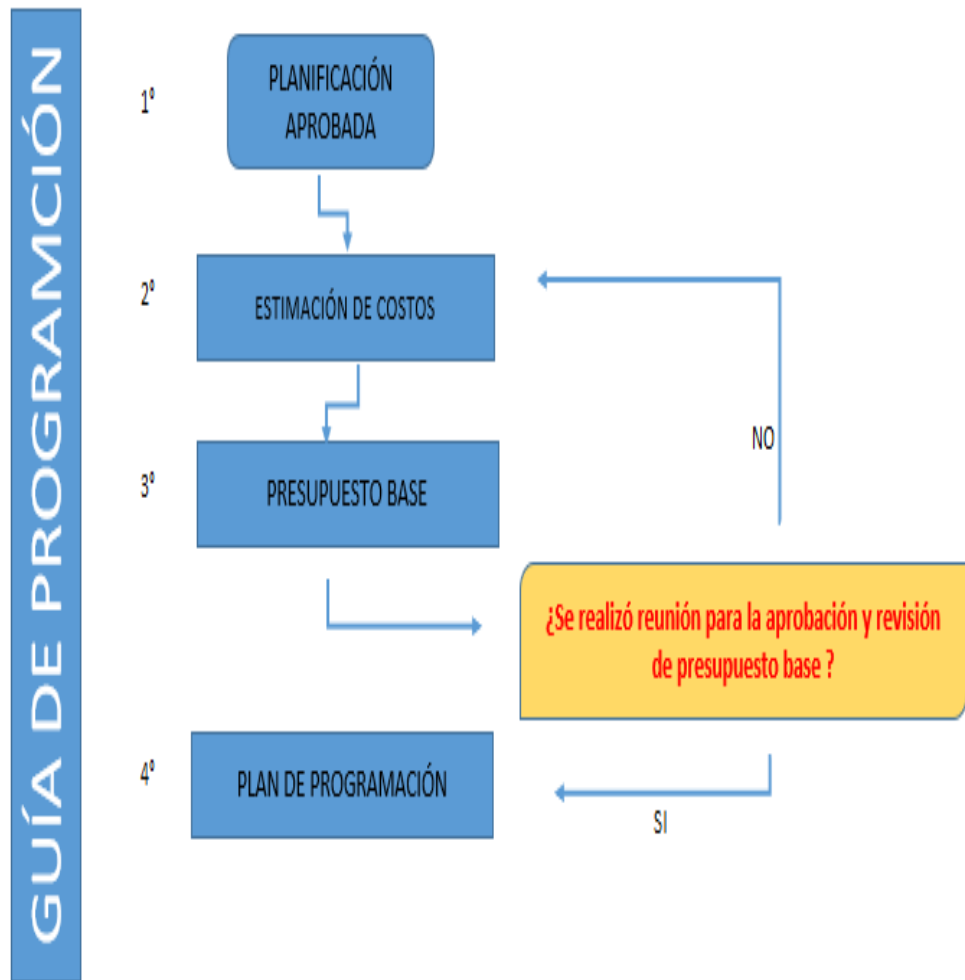 GUÍA DE PROGRAMCIÓN
1°
PLANIFICACIÓN
APROBADA
2°
ESTIMACIÓN DE COSTOS
NO
3°
PRESUPUESTO BASE
¿Se realizó reunión para la aprobación y revisión
de presupuesto base ?
4°
PLAN DE PROGRAMACIÓN
SI